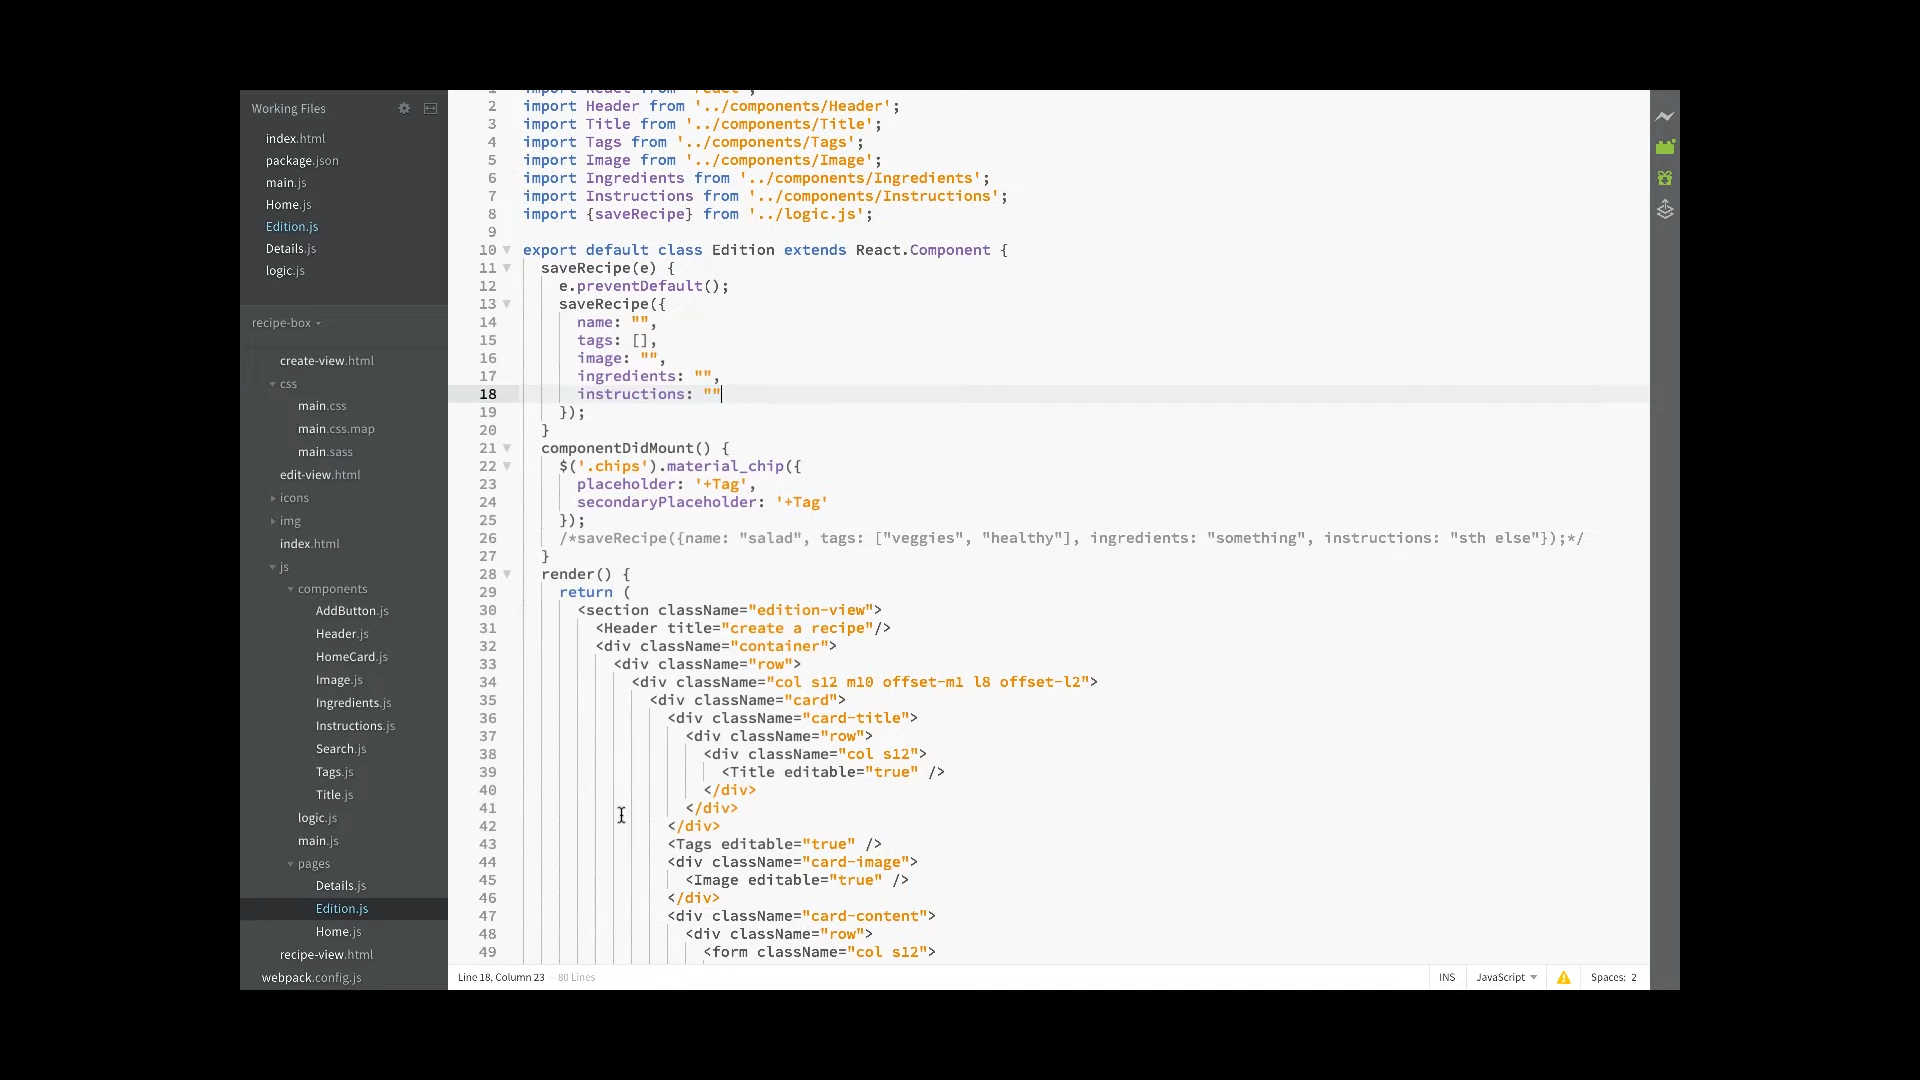 Working Files
index.html
package.json
main.js
Home.js
Edition.js
Details.js
logic.js
recipe-box
create-view.html
css
main.css
main.css.map
main.sass
edit-view.html
icons
img
index.html
js
components
AddButton.js
Header.js
HomeCard.js
Image.js
Ingredients.js
Instructions.js
Search.js
Tags.js
Title.js
logic.js
main.js
pages
Details.js
Edition.js
Home.js
recipe-view.html
webpack.config.js
1 import React from 'react';
2 import Header from '../components/Header';
3 import Title from '../components/Title';
4 import Tags from '../components/Tags';
5 import Image from '../components/Image';
6 import Ingredients from '../components/Ingredients';
7 import Instructions from '../components/Instructions';
8 import {saveRecipe} from '../logic.js';
9
10 export default class Edition extends React.Component {
11 saveRecipe(e) {
12 e.preventDefault();
13 saveRecipe({
14 name: "",
15 tags: [],
16 image: "",
17 ingredients: "",
18 instructions: ""
19 });
20 }
21 componentDidMount() {
22 $('.chips').material_chip({
23 placeholder: '+Tag',
24 secondaryPlaceholder: '+Tag'
25 });
26 /*saveRecipe({name: "salad", tags: ["veggies", "healthy"], ingredients: "something", instructions: "sth else"});*/
27 }
28 render() {
29 return (
30 <section className="edition-view">
31 <Header title="create a recipe"/>
32 <div className="container">
33 <div className="row">
34 <div className="col s12 m10 offset-m1 l8 offset-l2">
35 <div className="card">
36 <div className="card-title">
37 <div className="row">
38 <div className="col s12">
39 <Title editable="true" />
40 </div>
41 </div>
42 </div>
43 <Tags editable="true" />
44 <div className="card-image">
45 <Image editable="true" />
46 </div>
47 <div className="card-content">
48 <div className="row">
49 <form className="col s12">
Line 18, Column 23 — 80 Lines
INS
JavaScript
Spaces: 2